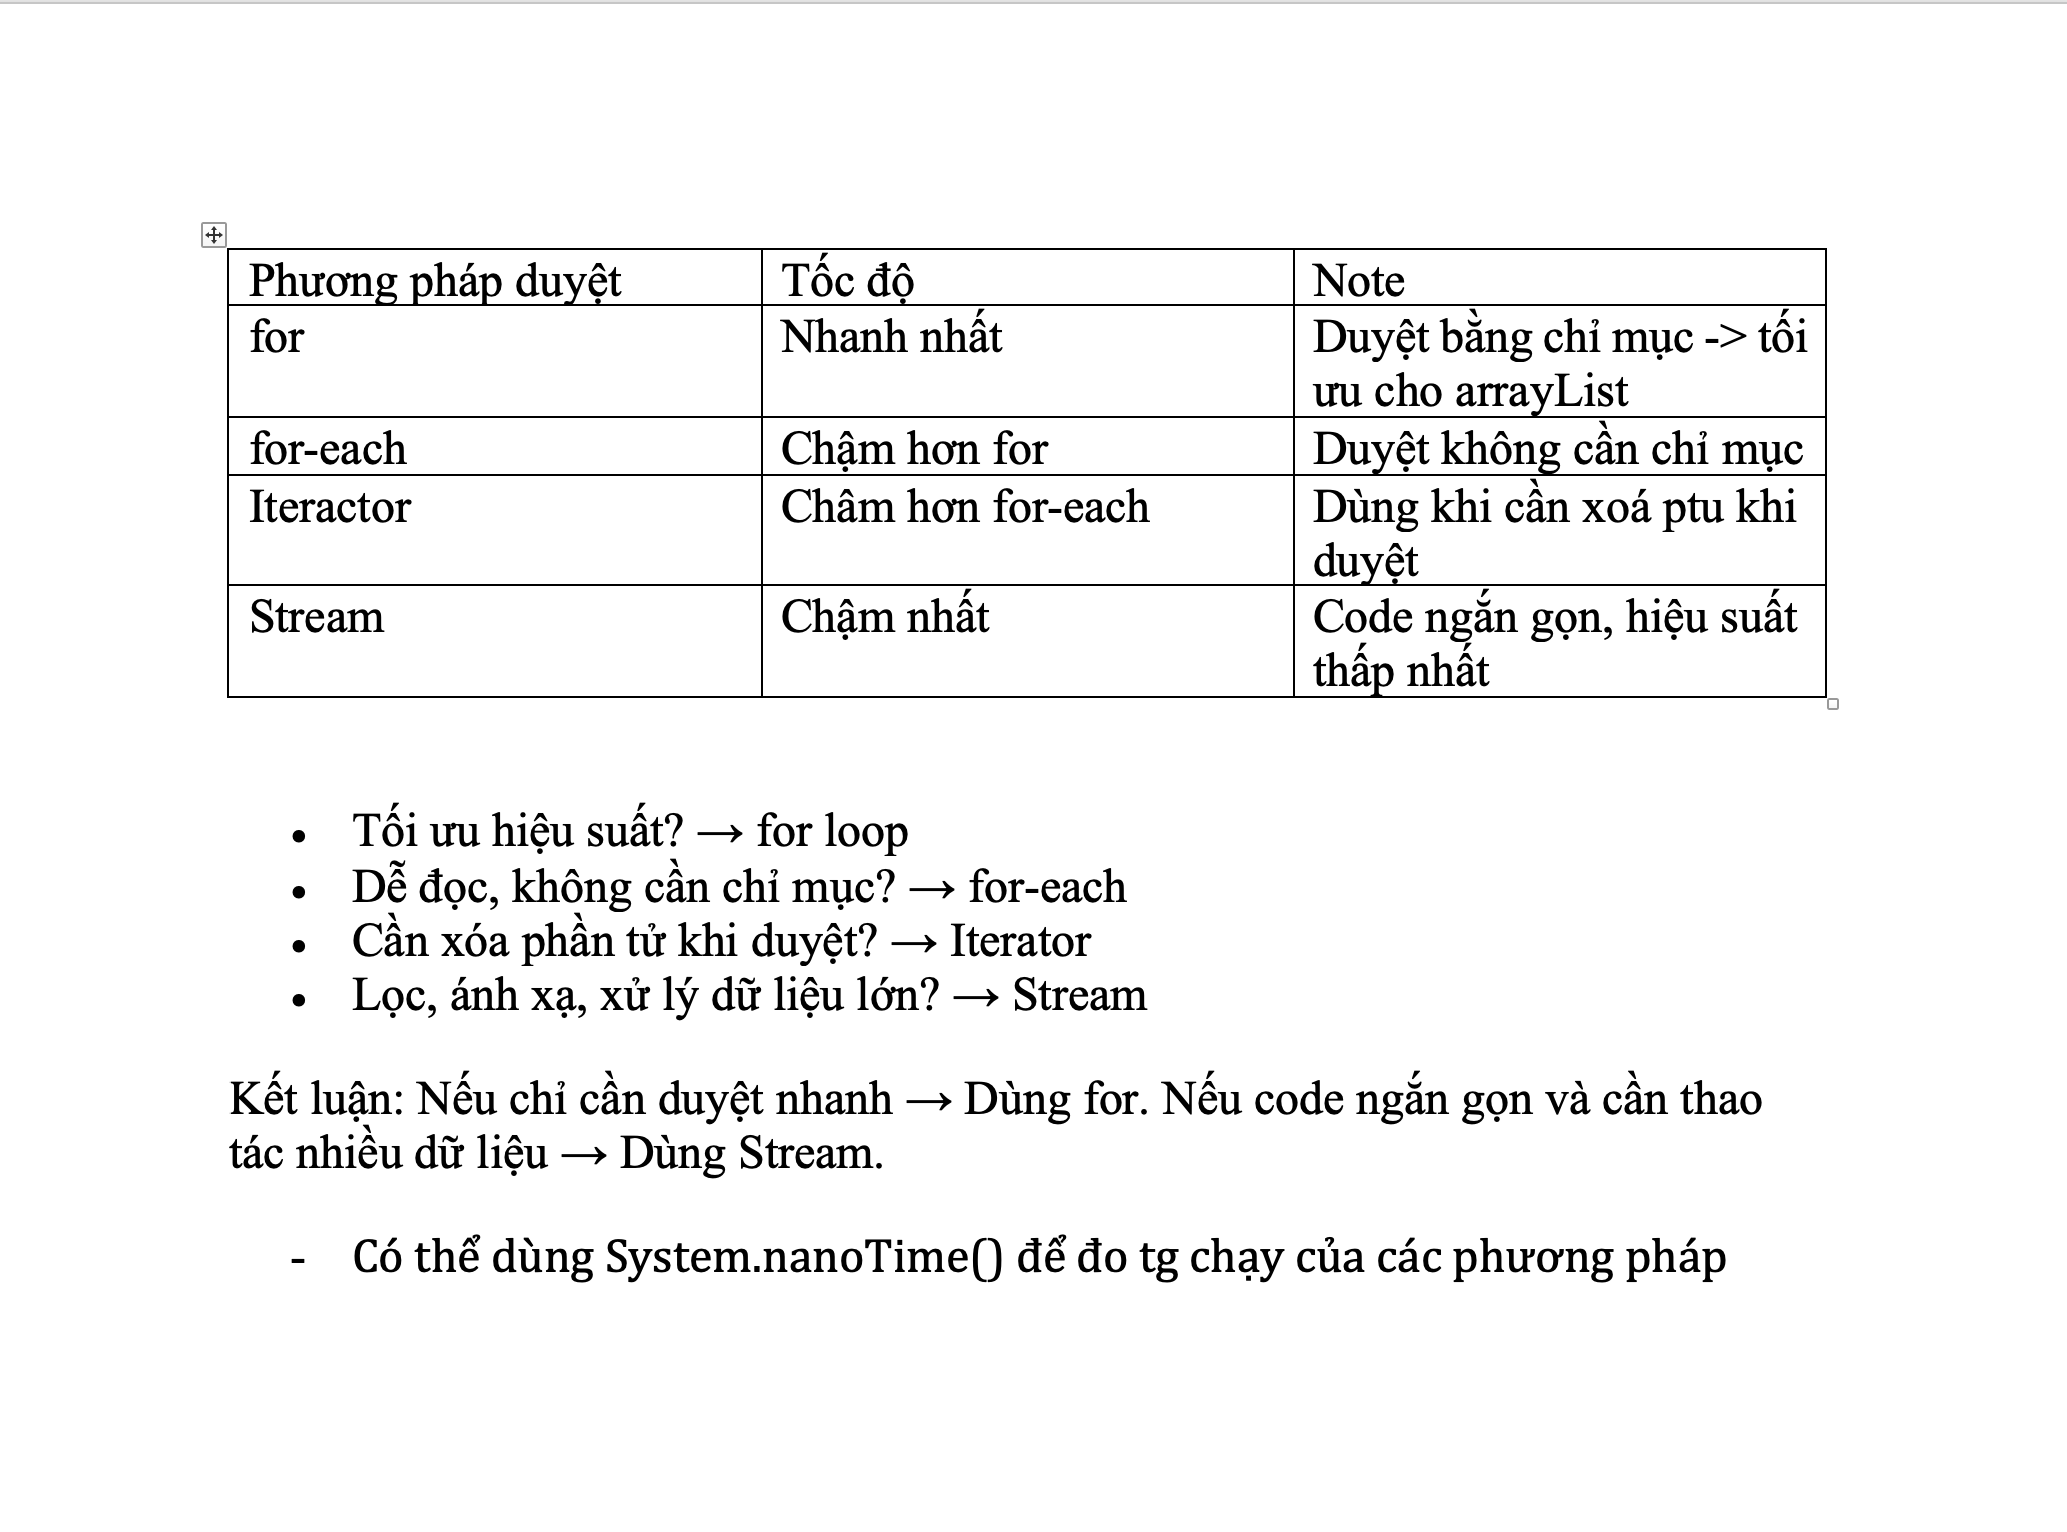 Phương pháp duyệt Tốc độ Note
for Nhanh nhất Duyệt bằng chỉ mục -> tối
ưu cho arrayList
for-each Chậm hơn for Duyệt không cần chỉ mục
Iteractor Châm hơn for-each Dùng khi cần xoá ptu khi
duyệt
Stream Chậm nhất Code ngắn gọn, hiệu suất
thấp nhất
• Tối ưu hiệu suất? → for loop
• Dễ đọc, không cần chỉ mục? → for-each
• Cần xóa phần tử khi duyệt? → Iterator
• Lọc, ánh xạ, xử lý dữ liệu lớn? → Stream
Kết luận: Nếu chỉ cần duyệt nhanh → Dùng for. Nếu code ngắn gọn và cần thao
tác nhiều dữ liệu → Dùng Stream.
- Có thể dùng System.nanoTime() để đo tg chạy của các phương pháp